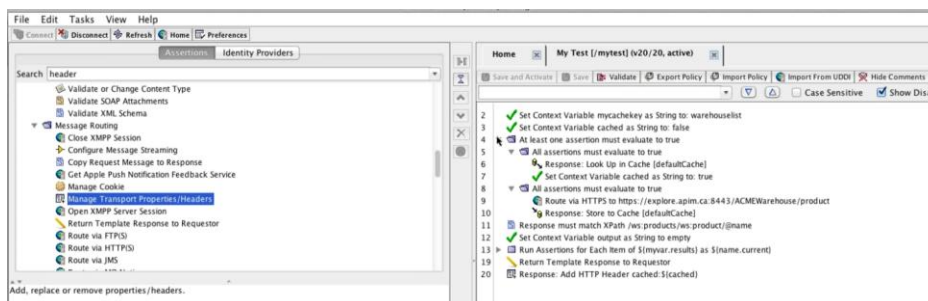 File Edit Tasks View Help
Connect Disconnect Refresh Home Preferences
Assertions Identity Providers
Search header
Validate or Change Content Type
Validate SOAP Attachments
Validate XML Schema
Message Routing
Close XMPP Session
Configure Message Streaming
Copy Request Message to Response
Get Apple Push Notification Feedback Service
Manage Cookie
Manage Transport Properties/Headers
Open XMPP Server Session
Return Template Response to Requestor
Route via FTP(S)
Route via HTTP(S)
Route via JMS
Add, replace or remove properties/headers.
Home My Test [/mytest] (v20/20, active)
Save and Activate Save Validate Export Policy Import Policy Import From UDDI Hide Comments
Case Sensitive Show Disa
2 Set Context Variable mycachekey as String to: warehouselist
3 Set Context Variable cached as String to: false
4 At least one assertion must evaluate to true
5 All assertions must evaluate to true
6 Response: Look Up in Cache [defaultCache]
7 Set Context Variable cached as String to: true
8 All assertions must evaluate to true
9 Route via HTTPS to https://explore.apim.ca:8443/ACMEWarehouse/product
10 Response: Store to Cache [defaultCache]
11 Response must match XPath /ws:products/ws:product/@name
12 Set Context Variable output as String to empty
13 Run Assertions for Each Item of ${myvar.results} as ${name.current}
19 Return Template Response to Requestor
20 Response: Add HTTP Header cached:${cached}